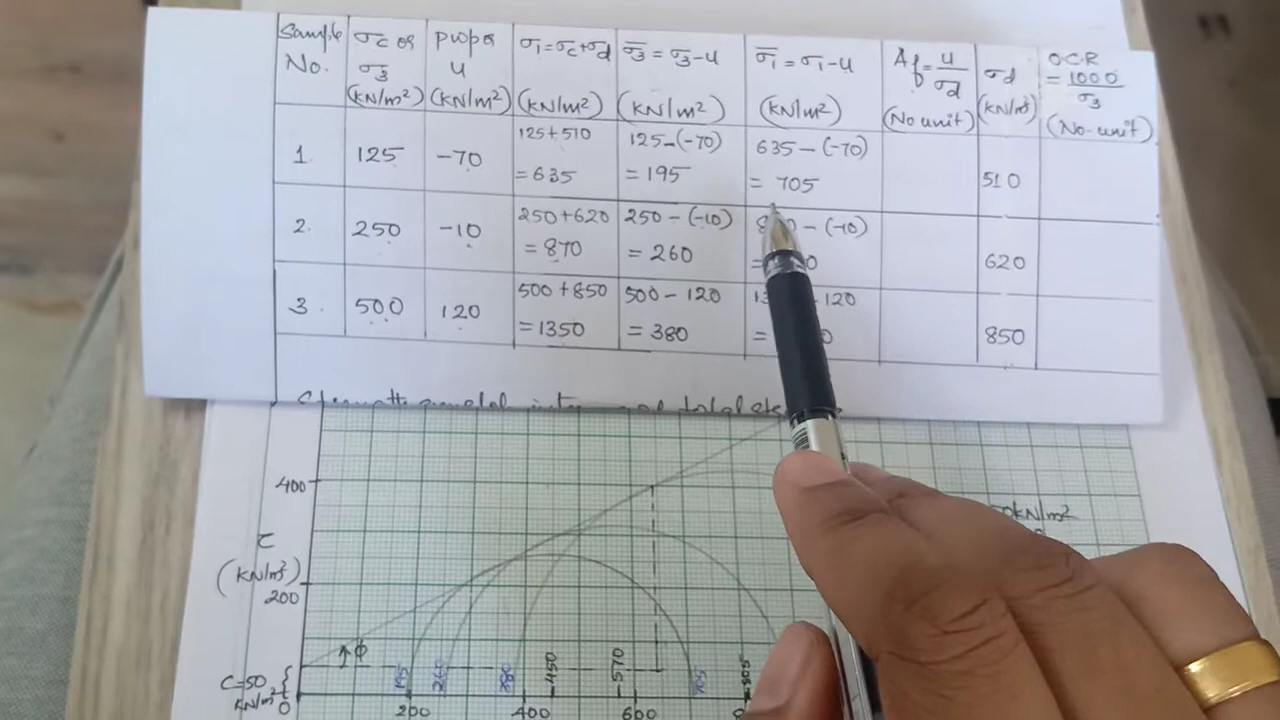 Sample No. | σc or σ3 (KN/m²) | pwp or u (KN/m²) | σ1 = σc+σd (KN/m²) | σ̄3 = σ3-u (KN/m²) | σ̄1 = σ1-u (KN/m²) | Af = u/σd (No unit) | σd (KN/m²) | O.C.R = 1000/σ3 (No-unit)
1 | 125 | -70 | 125+510 = 635 | 125-(-70) = 195 | 635-(-70) = 705 | 510
2. | 250 | -10 | 250+620 = 870 | 250-(-10) = 260 | -(-10) = | 620
3. | 500 | 120 | 500+850 = 1350 | 500-120 = 380 | 120 = | 850
400
τ
(KN/m²)
200
φ
C=50
KN/m²
0
195
260
380
450
570
705
805
200
400
600
KN/m²